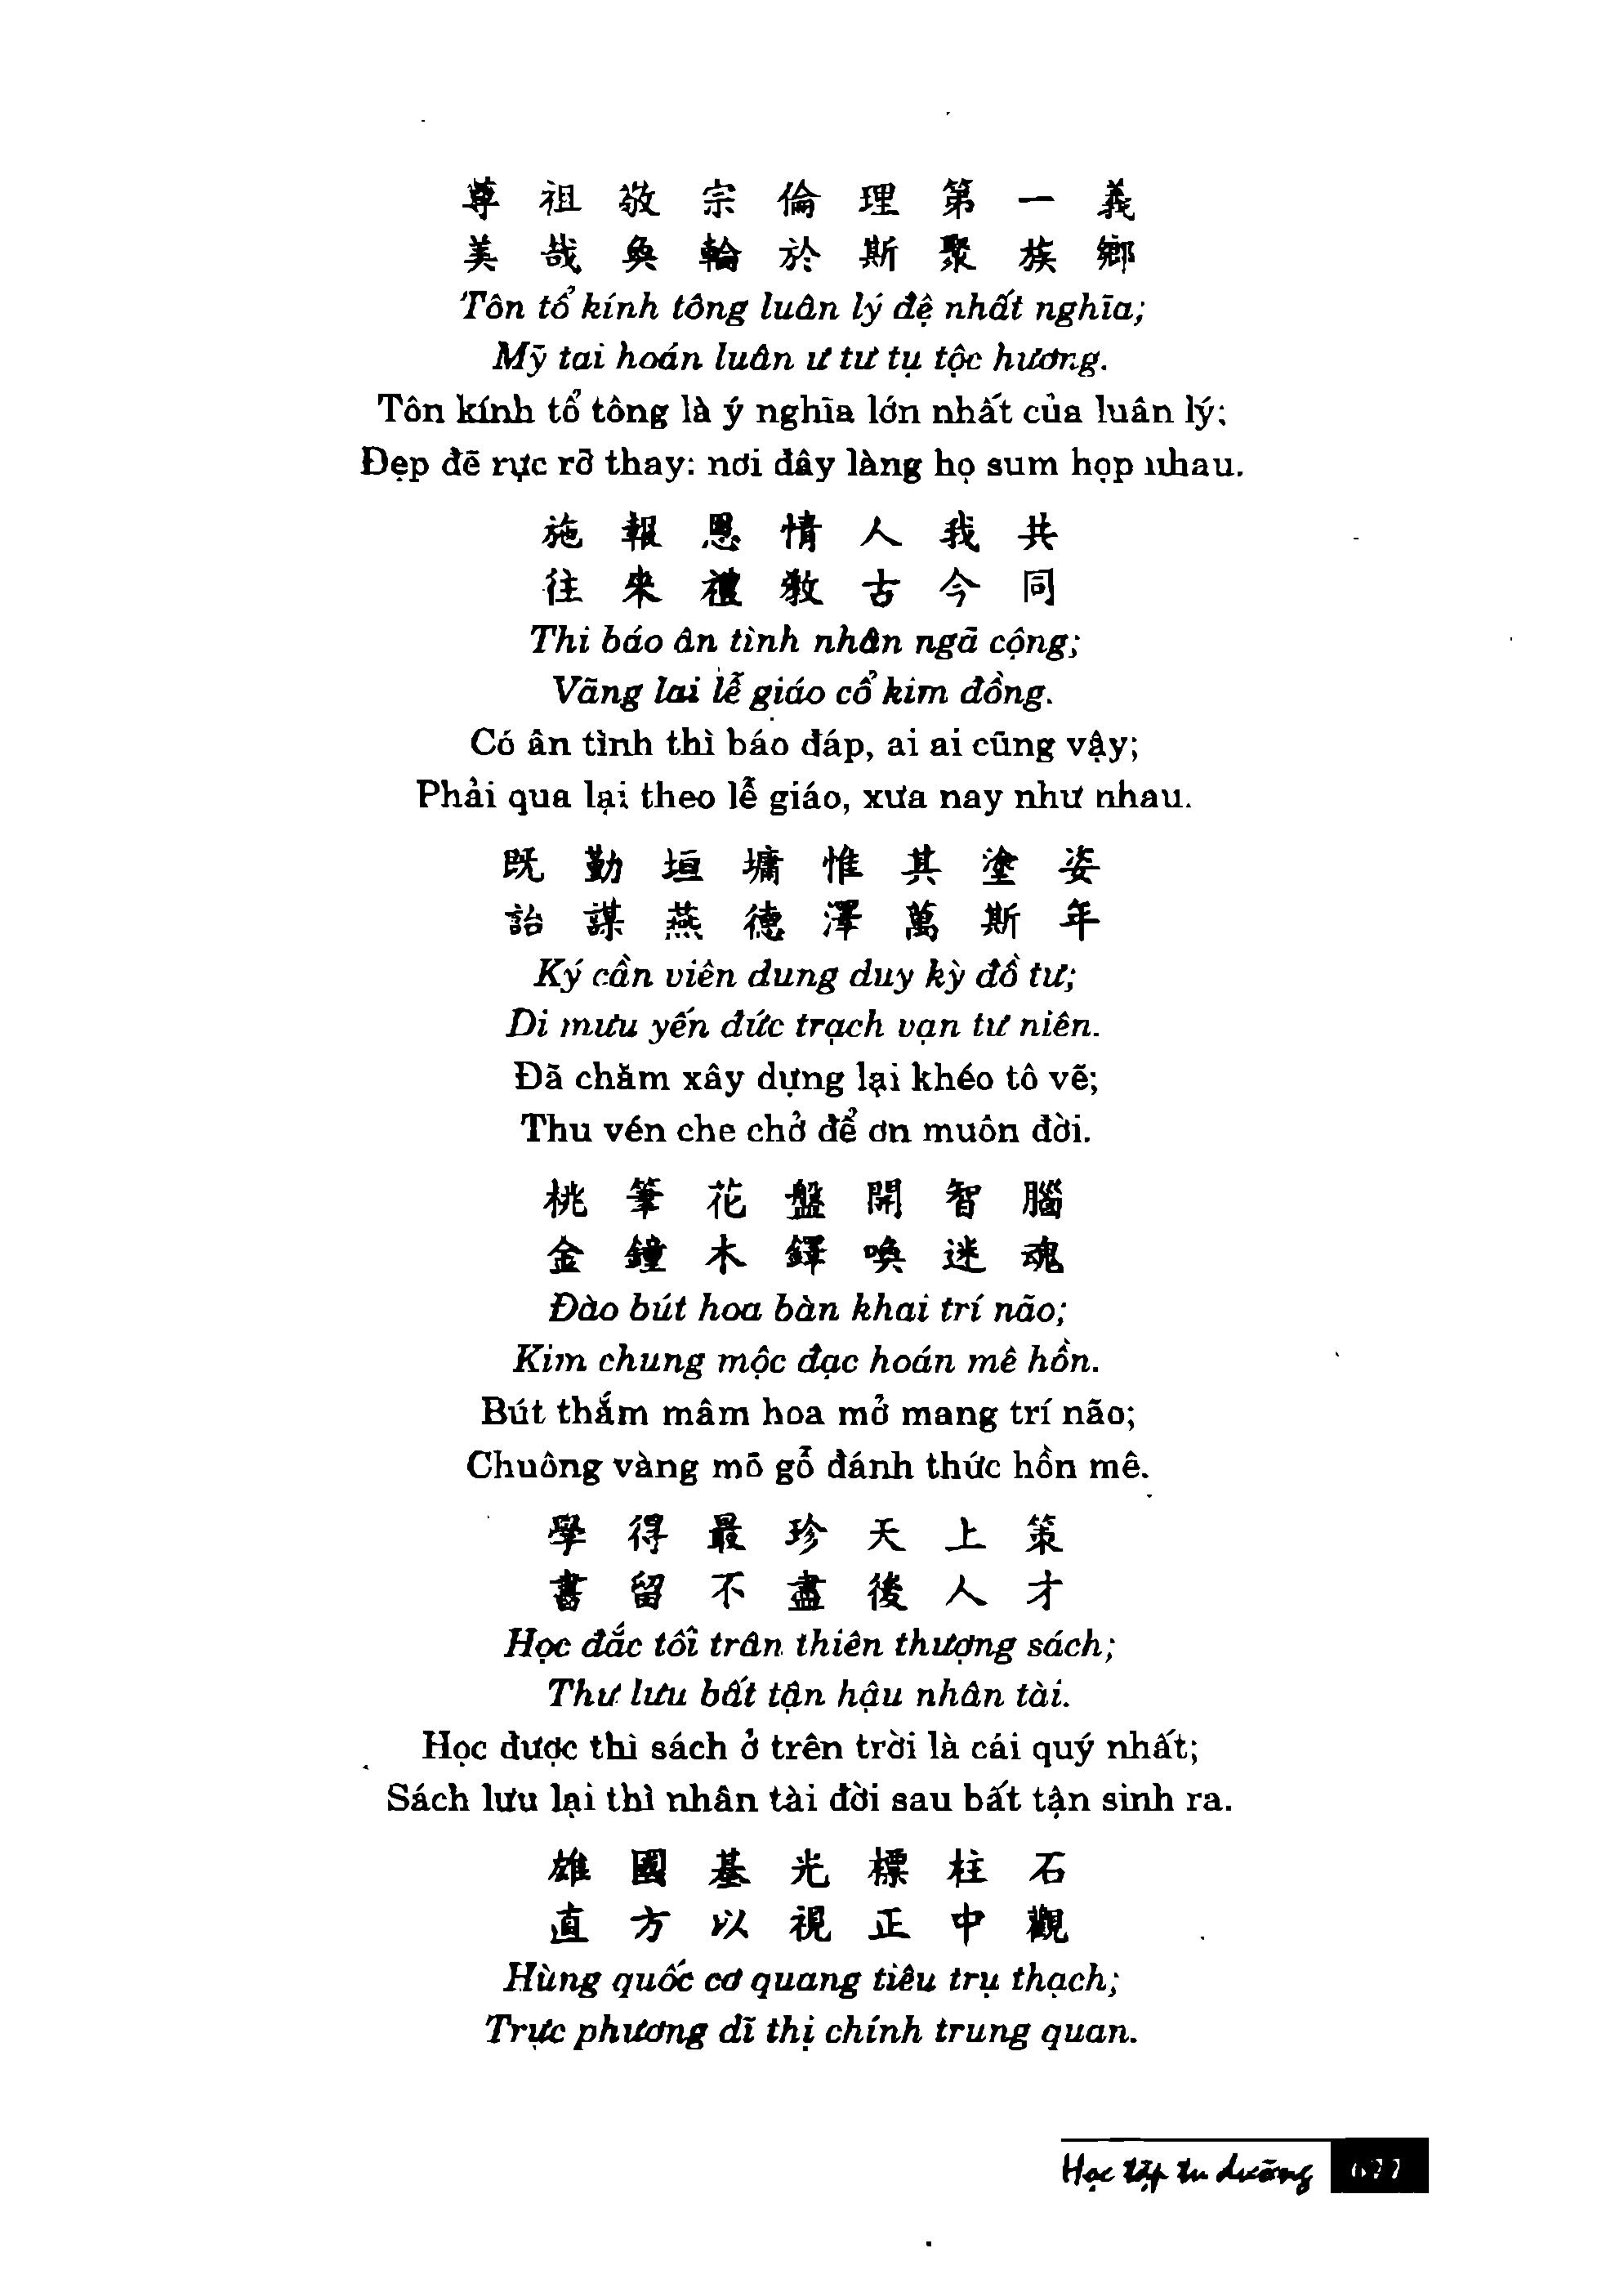 尊祖敬宗倫理第一義
美哉奐輪於斯聚族鄉
Tôn tổ kính tông luân lý đệ nhất nghĩa;
Mỹ tai hoán luân ư tư tụ tộc hương.
Tôn kính tổ tông là ý nghĩa lớn nhất của luân lý;
Đẹp đẽ rực rỡ thay: nơi đây làng họ sum họp nhau.
施報恩情人我共
往來禮教古今同
Thi báo ân tình nhân ngã cộng;
Vãng lai lễ giáo cổ kim đồng.
Có ân tình thì báo đáp, ai ai cũng vậy;
Phải qua lại theo lễ giáo, xưa nay như nhau.
既勤垣墉惟其塗姿
詒謀燕德澤萬斯年
Ký cần viên dung duy kỳ đồ tư;
Di mưu yến đức trạch vạn tư niên.
Đã chăm xây dựng lại khéo tô vẽ;
Thu vén che chở để ơn muôn đời.
桃筆花盤開智腦
金鐘木鐸喚迷魂
Đào bút hoa bàn khai trí não;
Kim chung mộc đạc hoán mê hồn.
Bút thắm mâm hoa mở mang trí não;
Chuông vàng mõ gỗ đánh thức hồn mê.
學得最珍天上策
書留不盡後人才
Học đắc tối trân thiên thượng sách;
Thư lưu bất tận hậu nhân tài.
Học được thì sách ở trên trời là cái quý nhất;
Sách lưu lại thì nhân tài đời sau bất tận sinh ra.
雄國基光標柱石
直方以視正中觀
Hùng quốc cơ quang tiêu trụ thạch;
Trực phương dĩ thị chính trung quan.
Học tập tu dưỡng